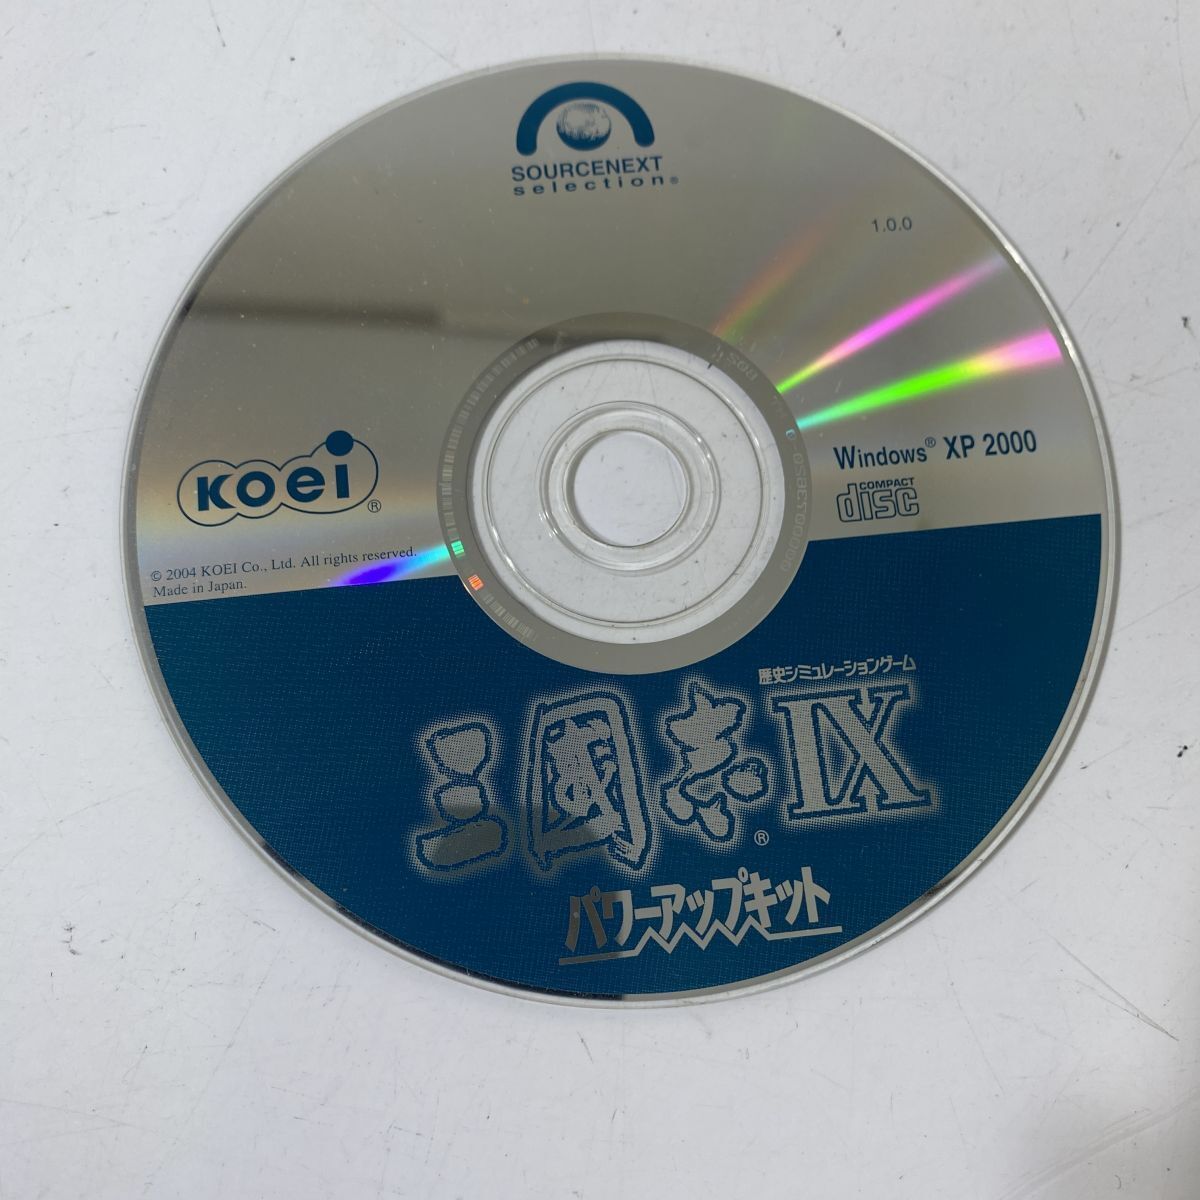 SOURCENEXT
selection®
1.0.0
koei®
Windows® XP 2000
COMPACT
disc
© 2004 KOEI Co., Ltd. All rights reserved.
Made in Japan.
歴史シミュレーションゲーム
三國志IX®
パワーアップキット